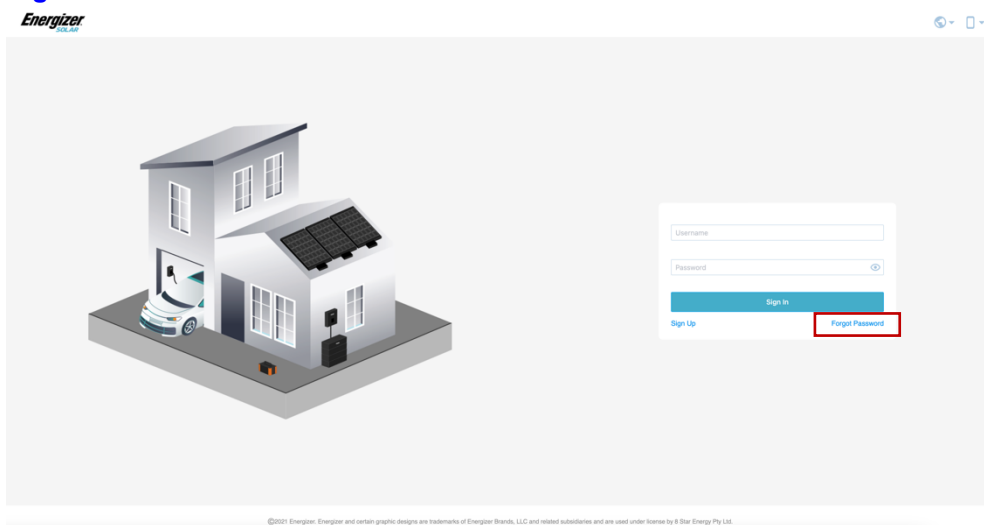 Energizer
SOLAR
Username
Password
Sign In
Sign Up
Forgot Password
©2021 Energizer. Energizer and certain graphic designs are trademarks of Energizer Brands, LLC and related subsidiaries and are used under license by 8 Star Energy Pty Ltd.